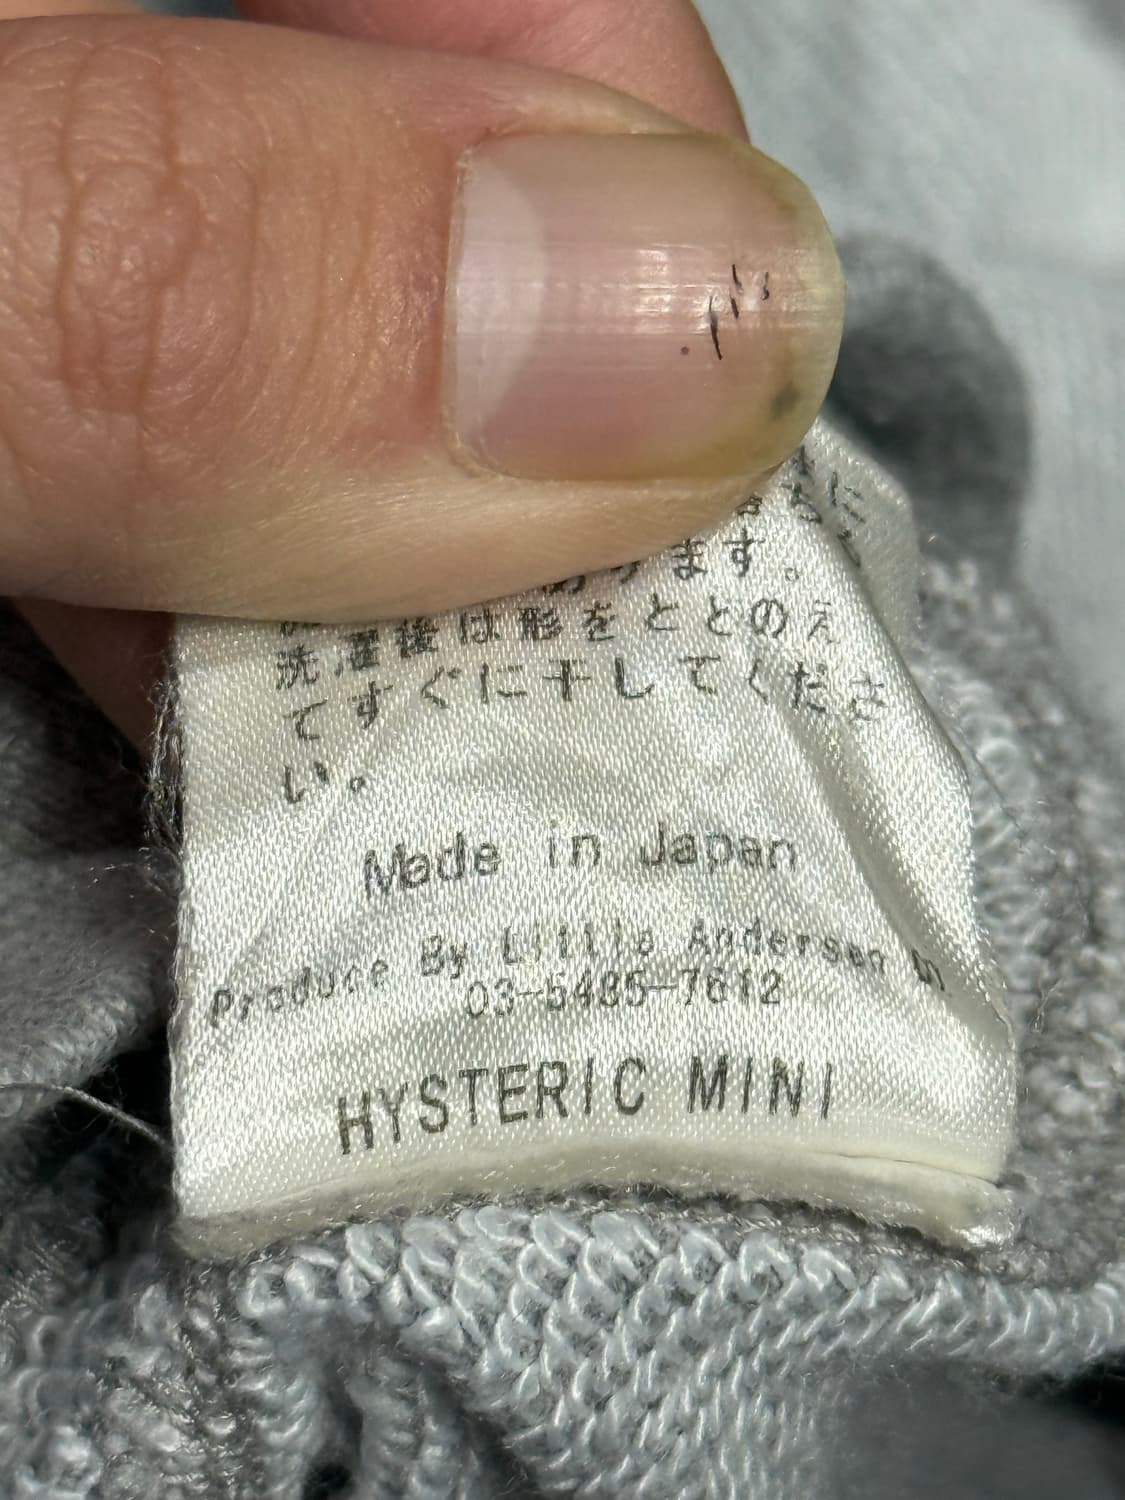 あります。
洗濯後は形をととのえ
てすぐに干してくださ
い。
Made in Japan
Produce By Little Andersen
03-5485-7612
HYSTERIC MINI